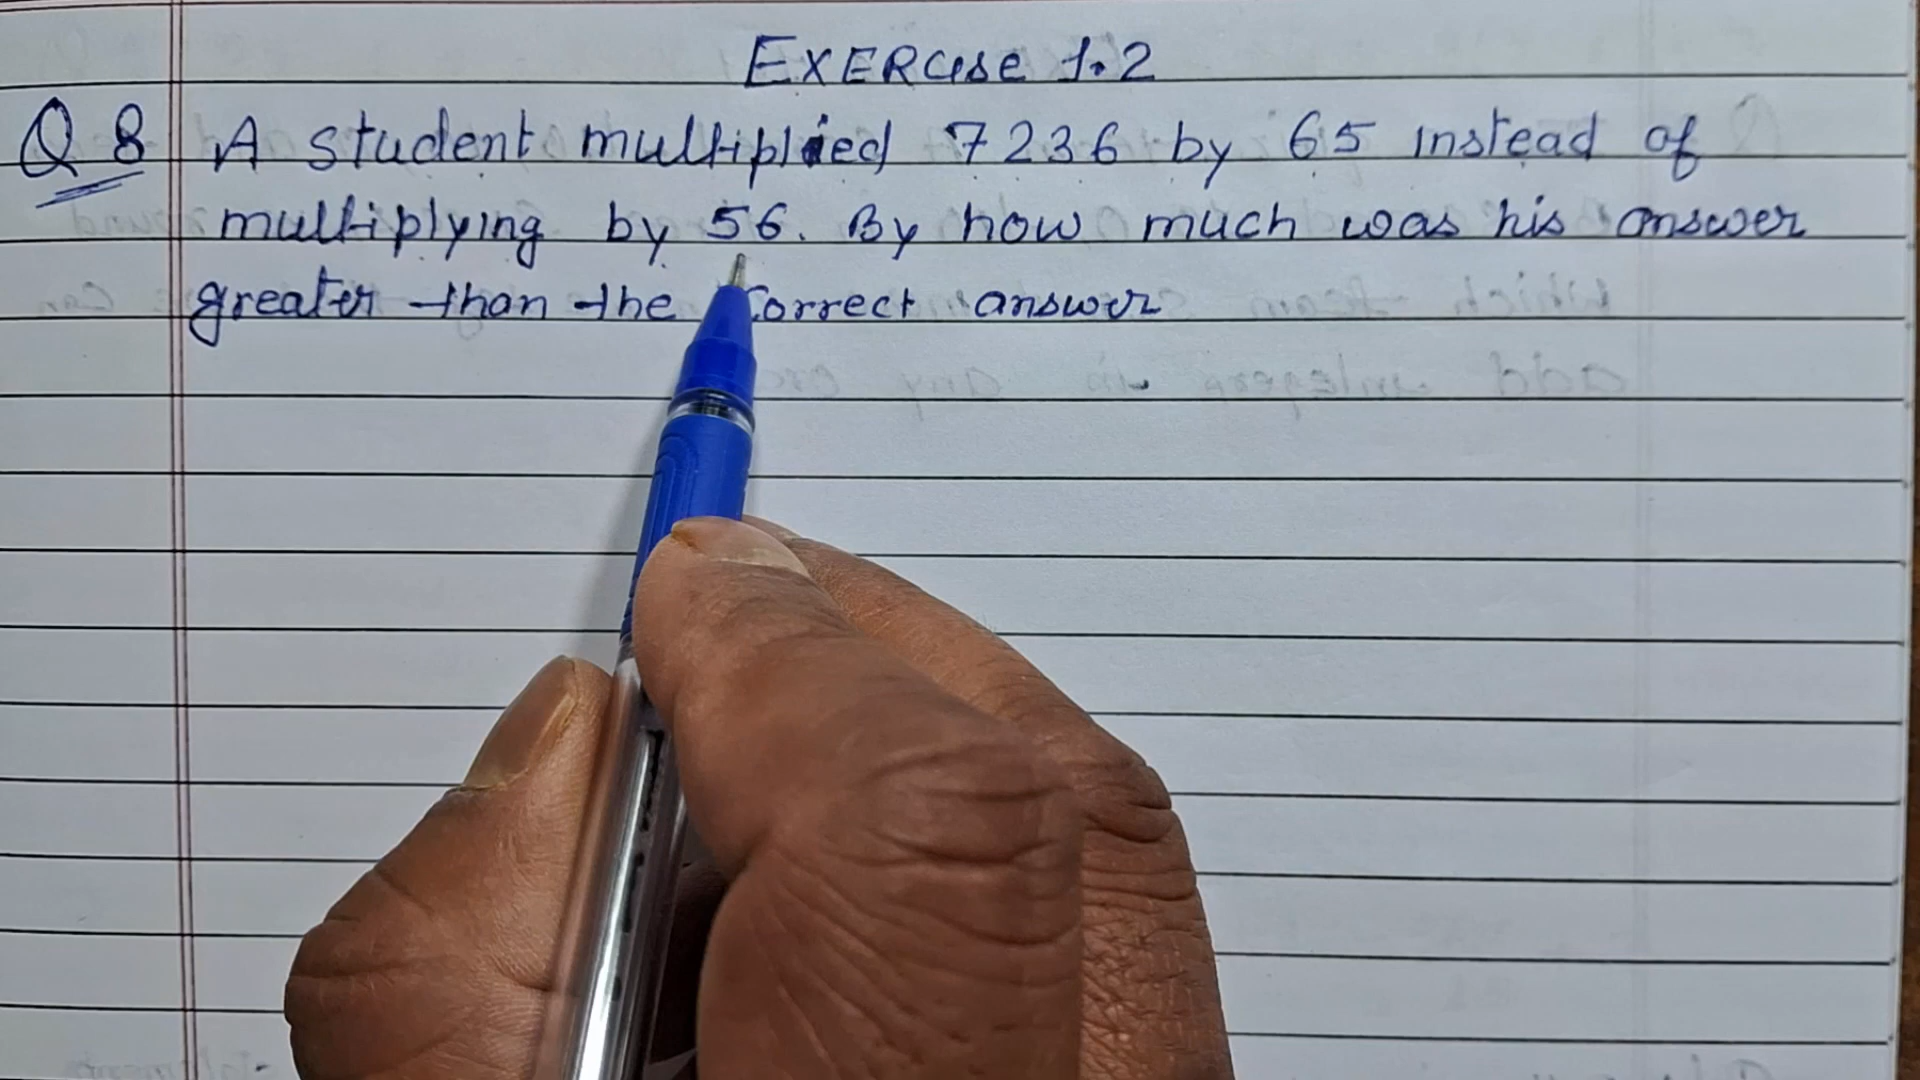 EXERCISE 1.2
Q 8 A student multiplied 7236 by 65 instead of
multiplying by 56. By how much was his answer
greater than the correct answer